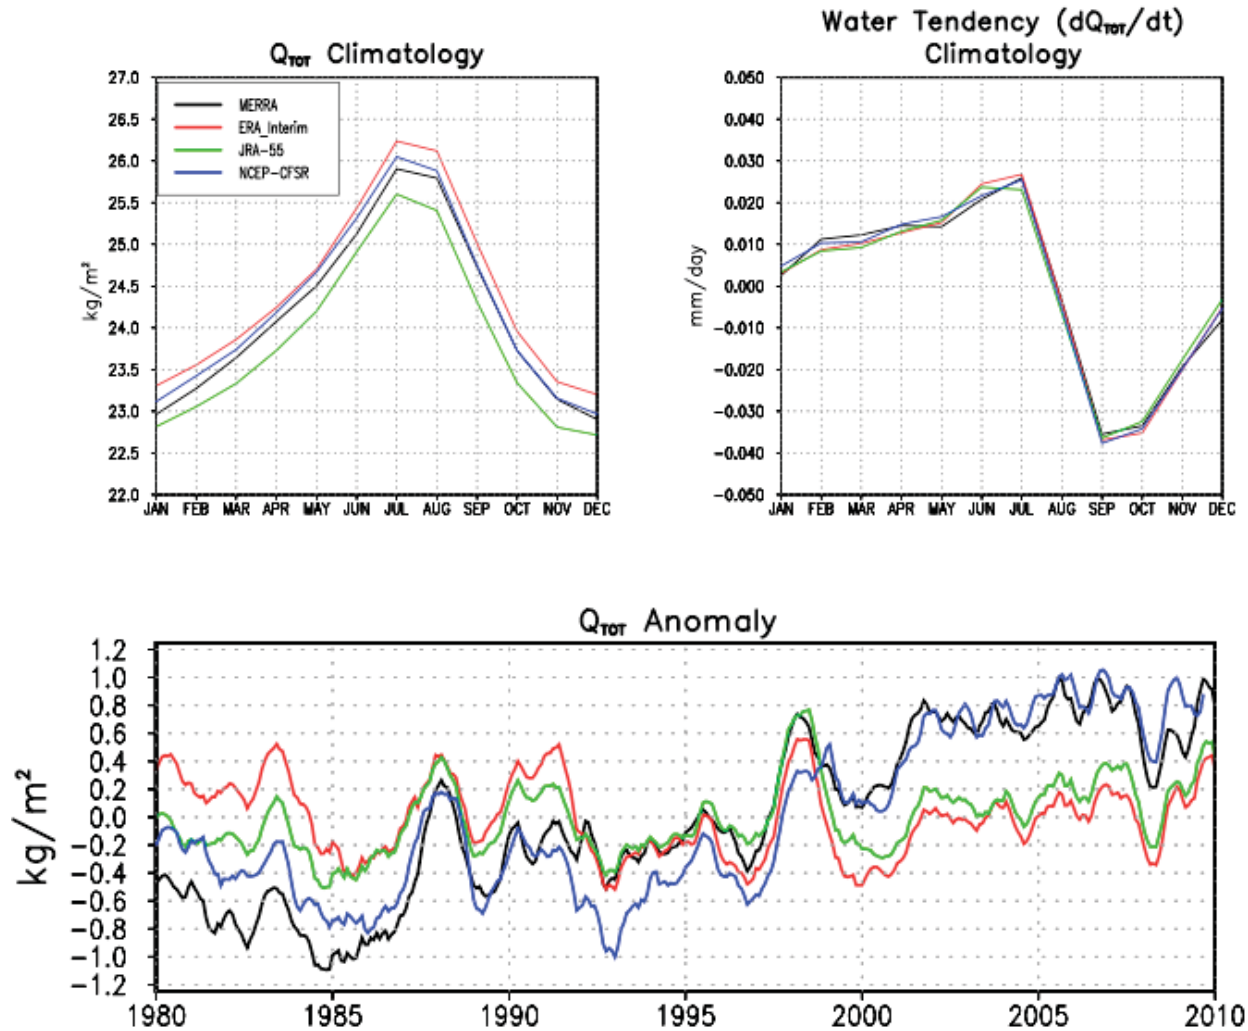 Q_TOT Climatology
27.0
26.5
26.0
25.5
25.0
24.5
24.0
23.5
23.0
22.5
22.0
kg/m²
MERRA
ERA_Interim
JRA-55
NCEP-CFSR
JAN FEB MAR APR MAY JUN JUL AUG SEP OCT NOV DEC
Water Tendency (dQ_TOT/dt)
Climatology
0.050
0.040
0.030
0.020
0.010
0.000
-0.010
-0.020
-0.030
-0.040
-0.050
mm/day
JAN FEB MAR APR MAY JUN JUL AUG SEP OCT NOV DEC
Q_TOT Anomaly
1.2
1.0
0.8
0.6
0.4
0.2
0.0
-0.2
-0.4
-0.6
-0.8
-1.0
-1.2
kg/m²
1980 1985 1990 1995 2000 2005 2010